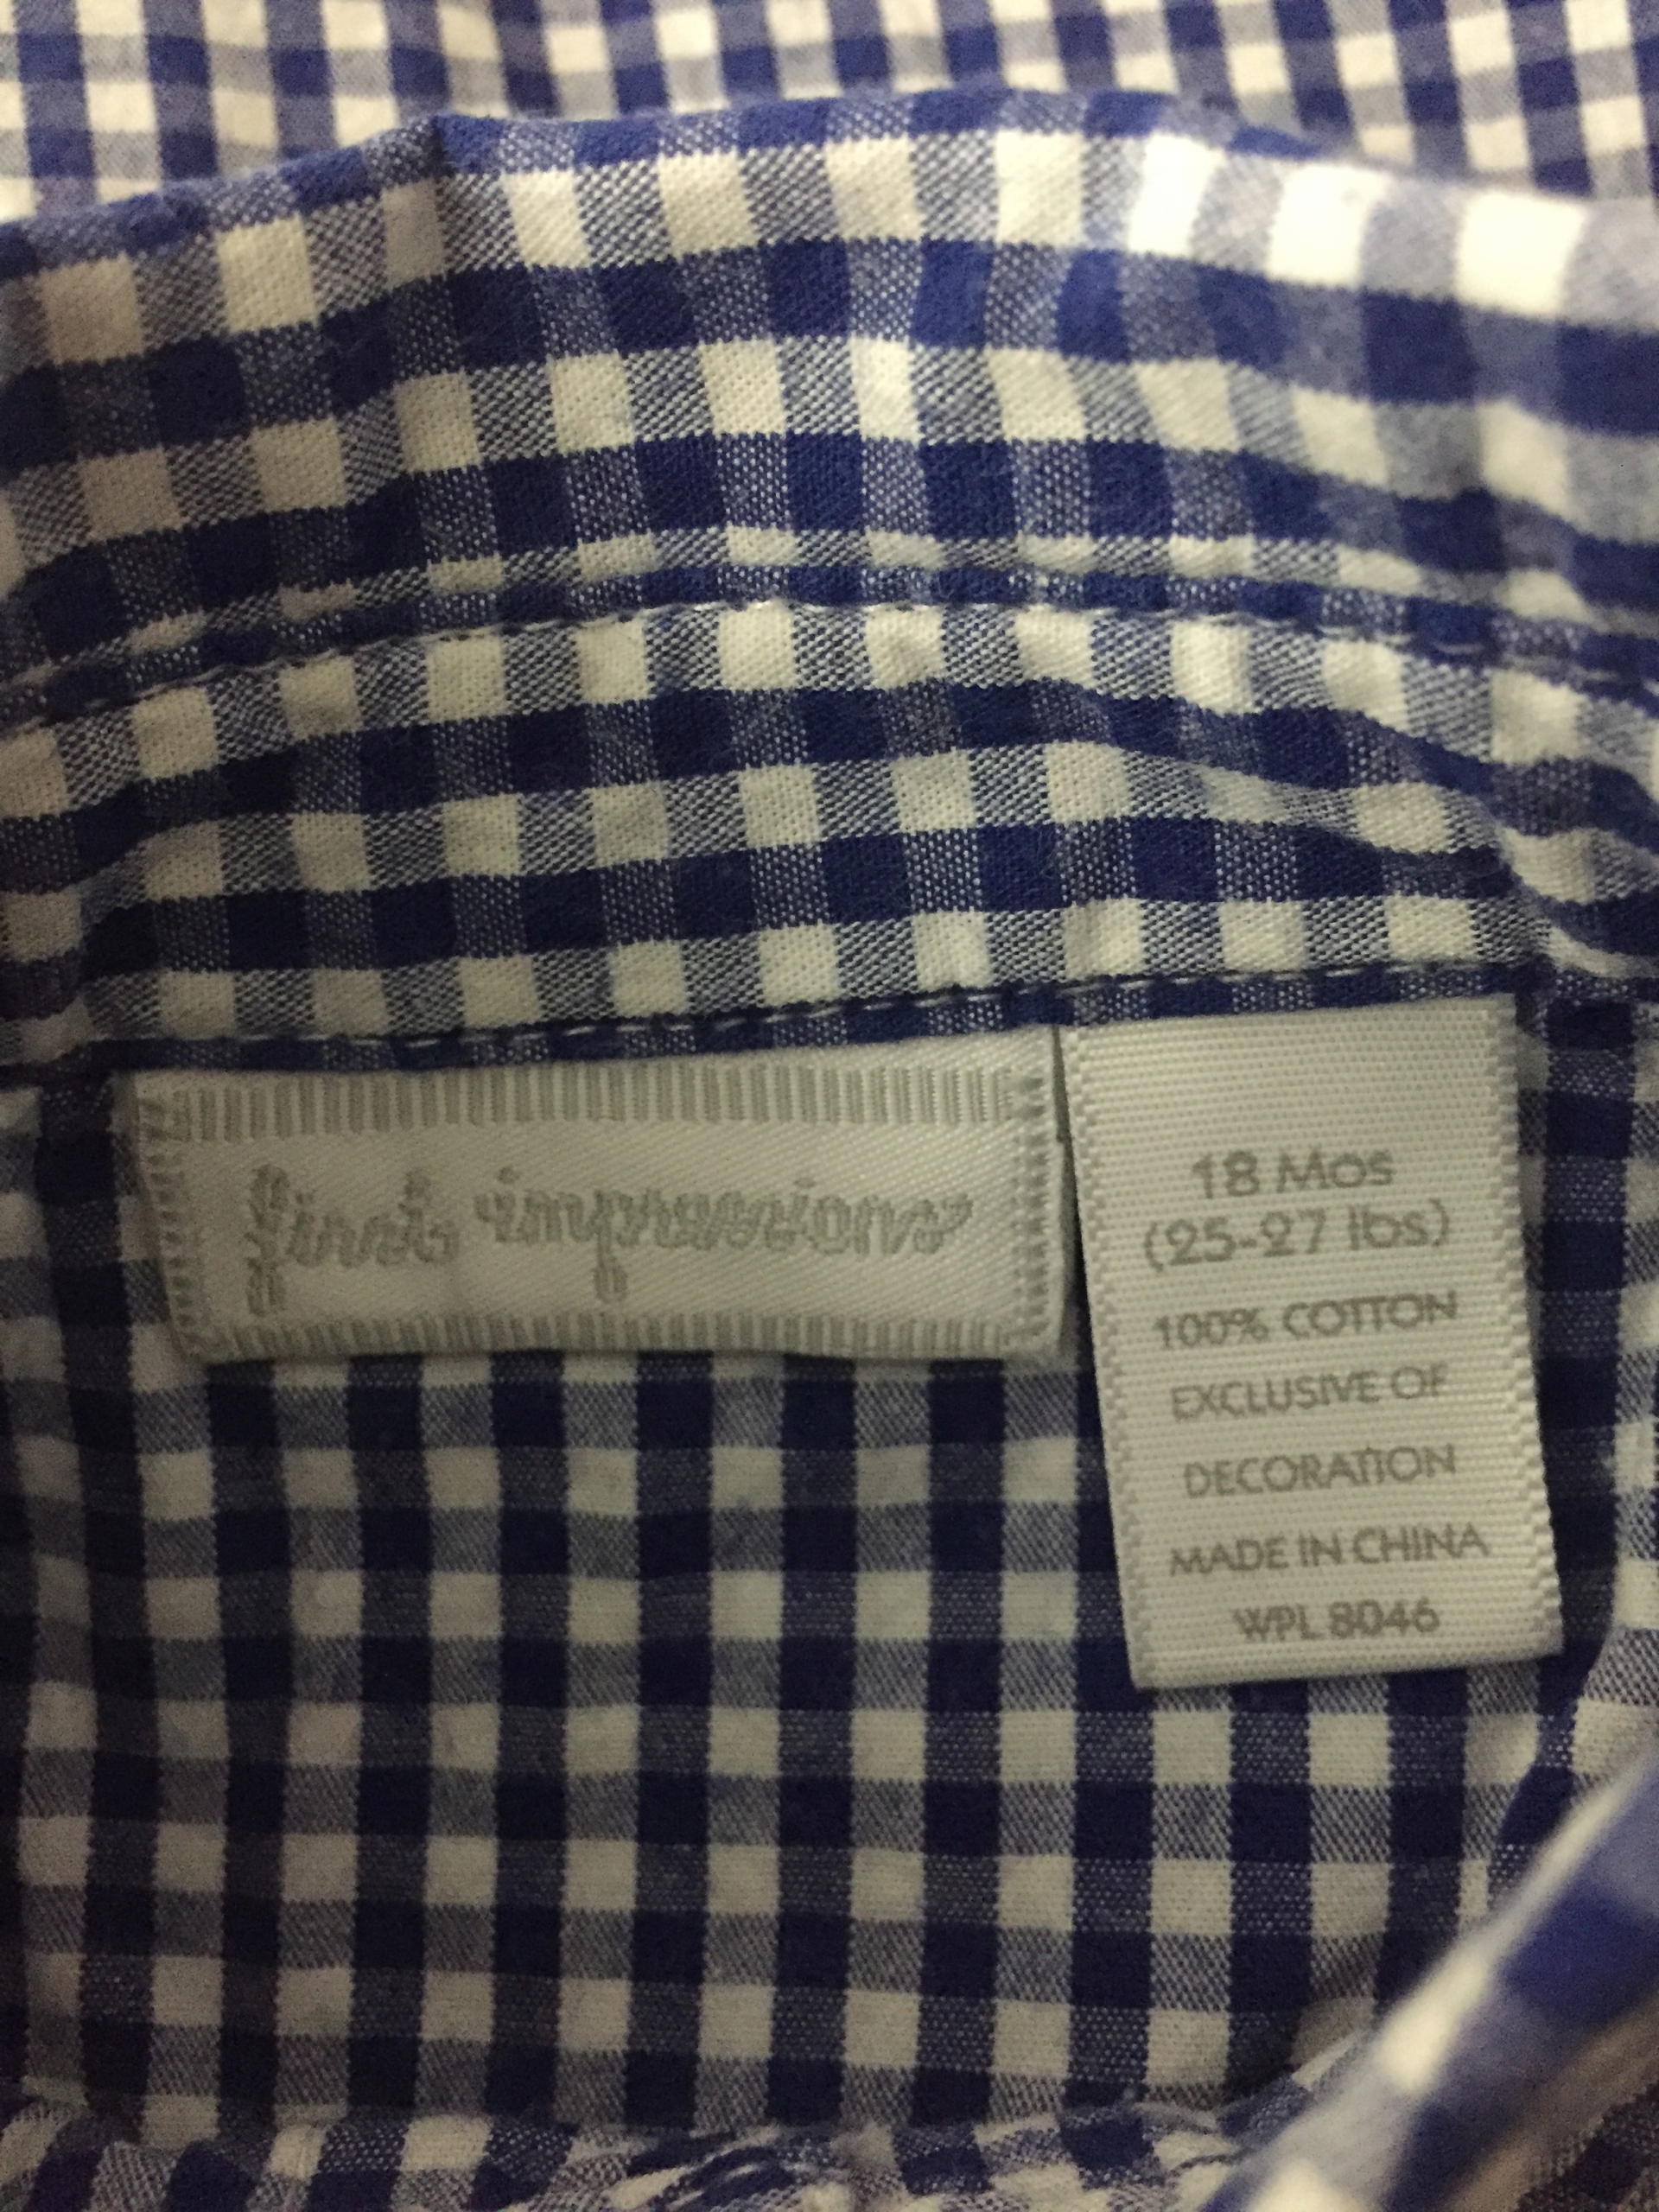 first impressions
18 Mos
(25-27 lbs)
100% COTTON
EXCLUSIVE OF
DECORATION
MADE IN CHINA
WPL 8046